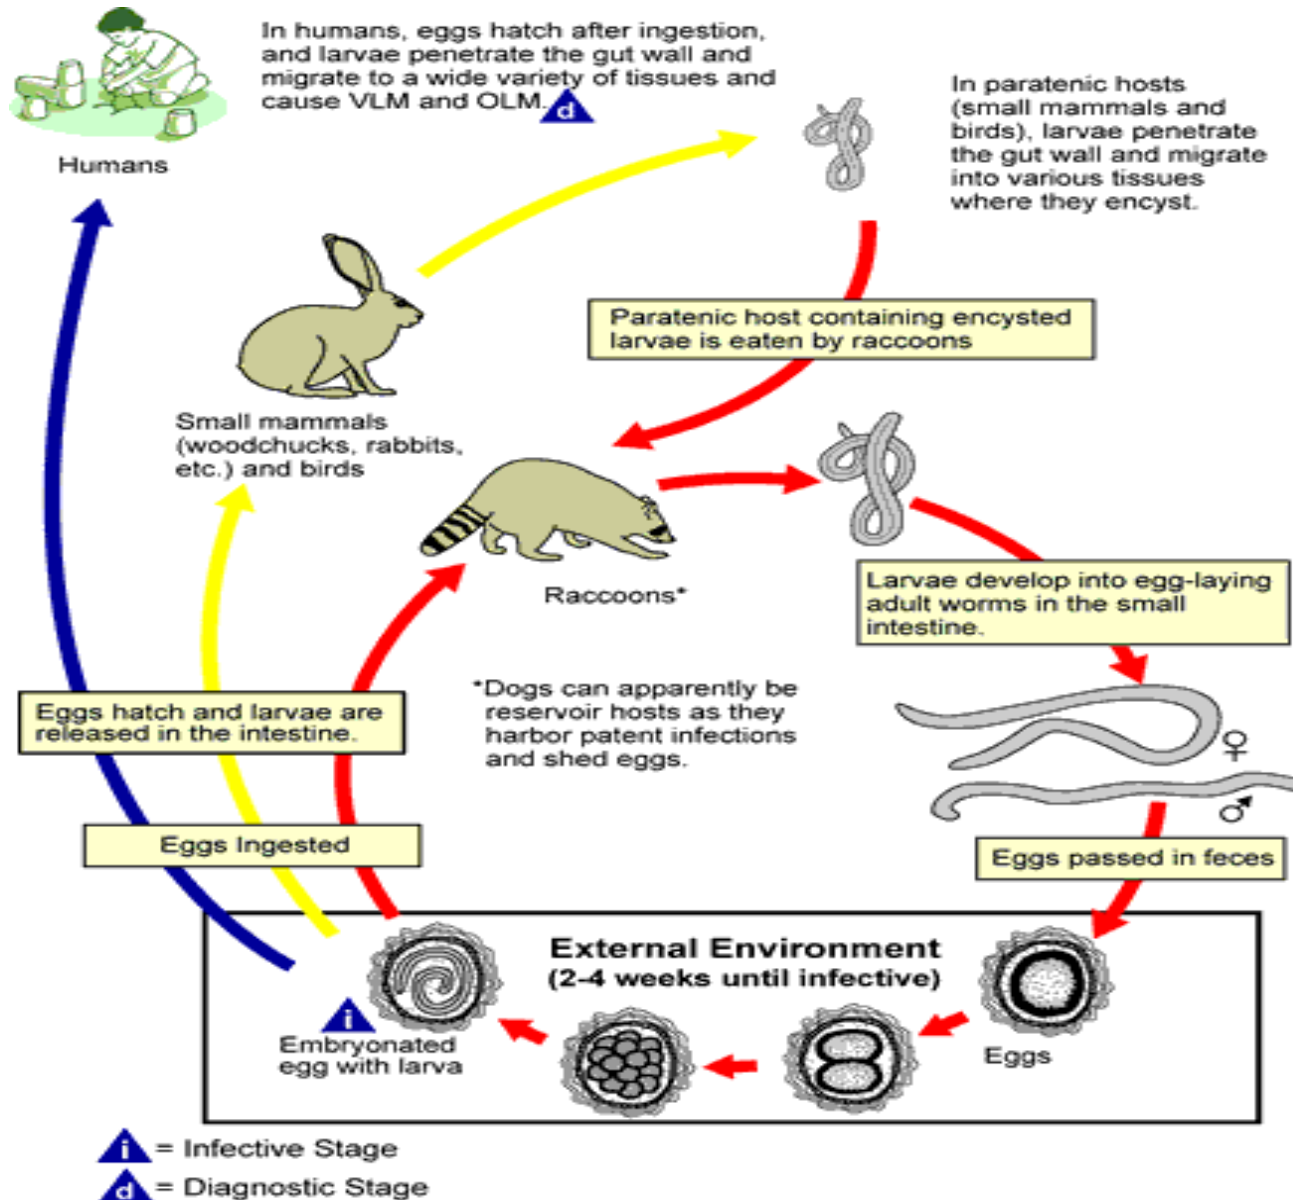 In humans, eggs hatch after ingestion,
and larvae penetrate the gut wall and
migrate to a wide variety of tissues and
cause VLM and OLM.
d
Humans
In paratenic hosts
(small mammals and
birds), larvae penetrate
the gut wall and migrate
into various tissues
where they encyst.
Paratenic host containing encysted
larvae is eaten by raccoons
Small mammals
(woodchucks, rabbits,
etc.) and birds
Raccoons*
Larvae develop into egg-laying
adult worms in the small
intestine.
*Dogs can apparently be
reservoir hosts as they
harbor patent infections
and shed eggs.
Eggs hatch and larvae are
released in the intestine.
♀
♂
Eggs Ingested
Eggs passed in feces
External Environment
(2-4 weeks until infective)
i
Embryonated
egg with larva
Eggs
i = Infective Stage
d = Diagnostic Stage